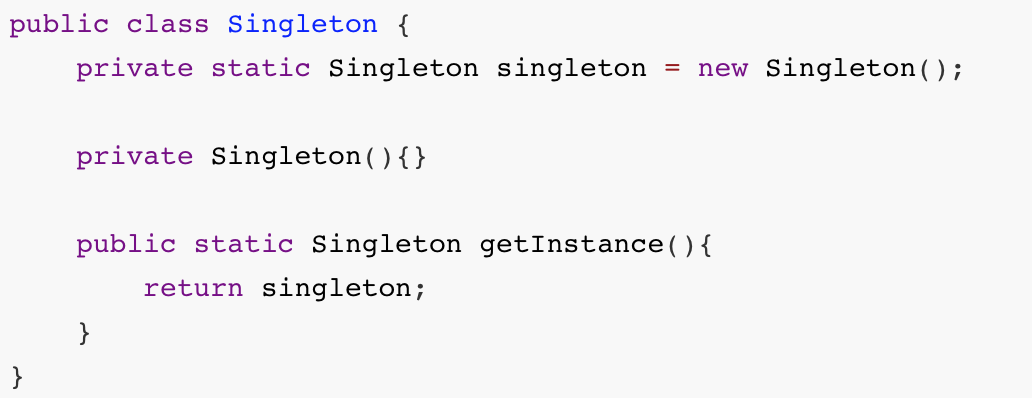 public class Singleton {
    private static Singleton singleton = new Singleton();

    private Singleton(){}

    public static Singleton getInstance(){
        return singleton;
    }
}